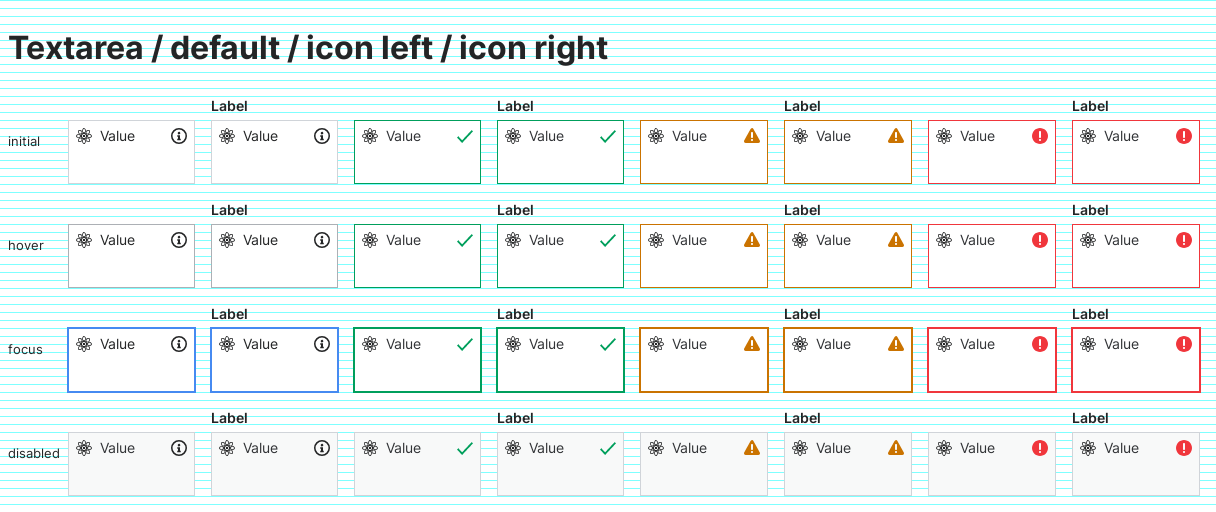 Textarea / default / icon left / icon right
Label Label Label Label
initial Value Value Value Value Value Value Value Value
Label Label Label Label
hover Value Value Value Value Value Value Value Value
Label Label Label Label
focus Value Value Value Value Value Value Value Value
Label Label Label Label
disabled Value Value Value Value Value Value Value Value